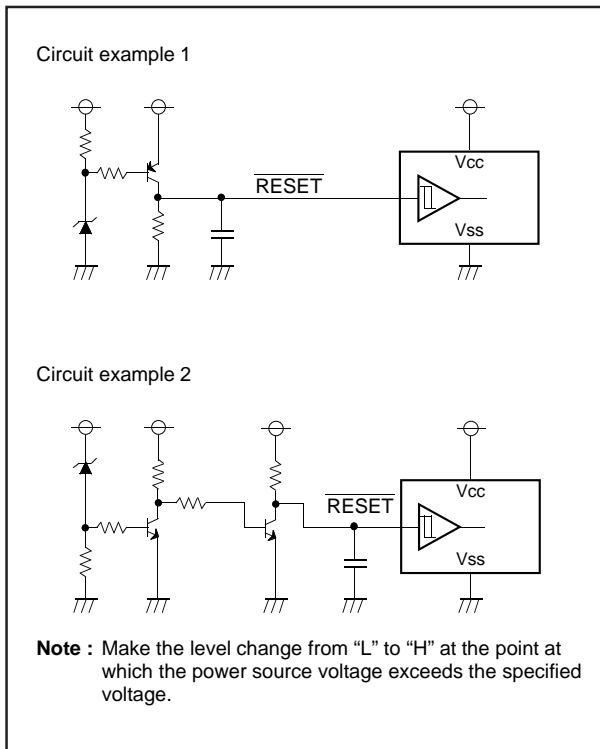 Circuit example 1
RESET
Vcc
Vss
Circuit example 2
RESET
Vcc
Vss
Note : Make the level change from “L” to “H” at the point at
which the power source voltage exceeds the specified
voltage.